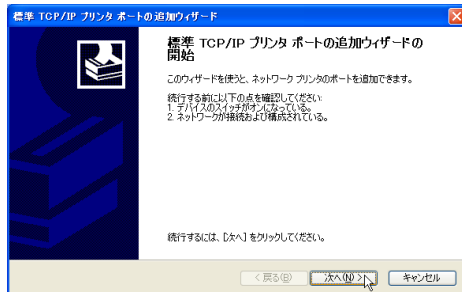 標準 TCP/IP プリンタ ポートの追加ウィザード
標準 TCP/IP プリンタ ポートの追加ウィザードの
開始
このウィザードを使うと、ネットワーク プリンタのポートを追加できます。
続行する前に以下の点を確認してください:
1. デバイスのスイッチがオンになっている。
2. ネットワークが接続および構成されている。
続行するには、[次へ] をクリックしてください。
< 戻る(B)
次へ(N) >
キャンセル